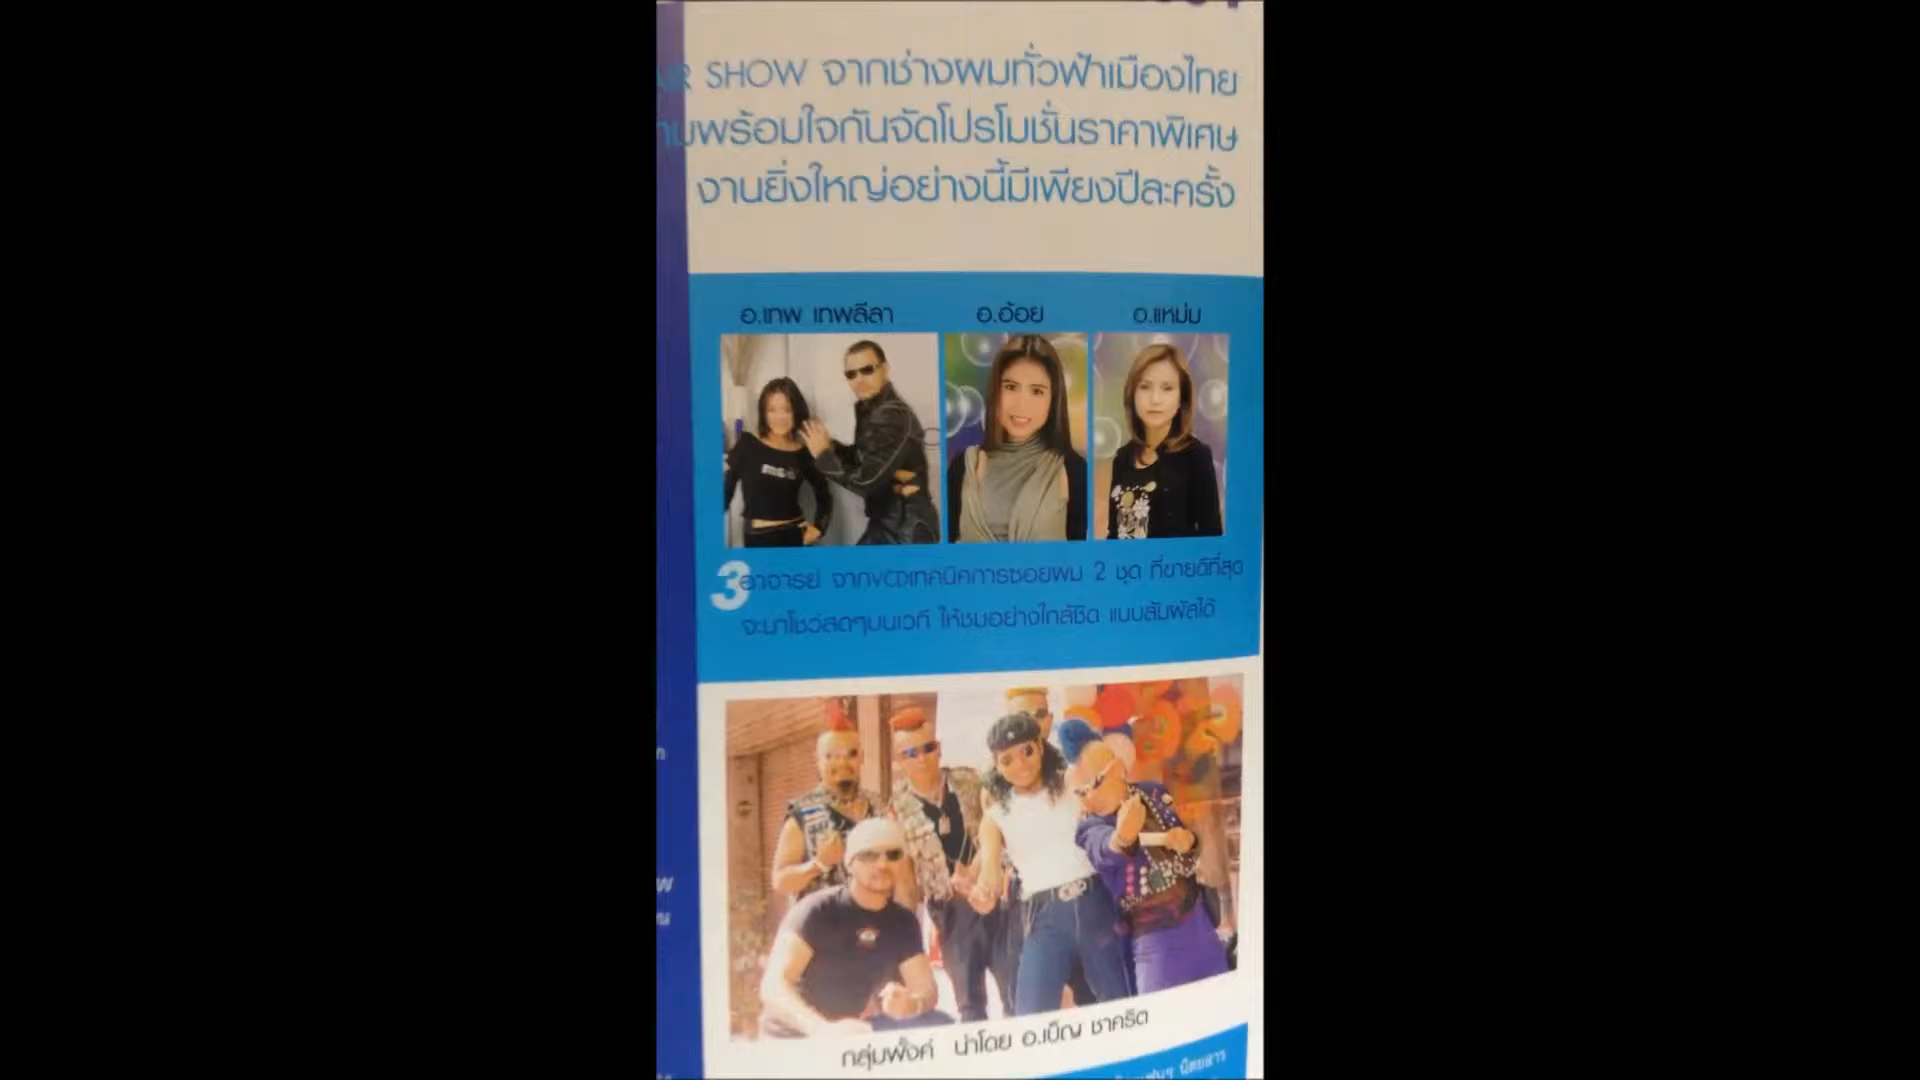 SHOW จากช่างผมทั่วฟ้าเมืองไทย
พร้อมใจกันจัดโปรโมชั่นราคาพิเศษ
งานยิ่งใหญ่อย่างนี้มีเพียงปีละครั้ง
อ.เทพ เทพลีลา อ.อ้อย อ.แหม่ม
3 อาจารย์ จากVCDเทคนิคการซอยผม 2 ชุด ที่ขายดีที่สุด
จะมาโชว์สดๆบนเวที ให้ชมอย่างใกล้ชิด แบบสัมผัสได้
กลุ่มพั้งค์ นำโดย อ.เบ็ญ ชาคริต
นิตยสาร